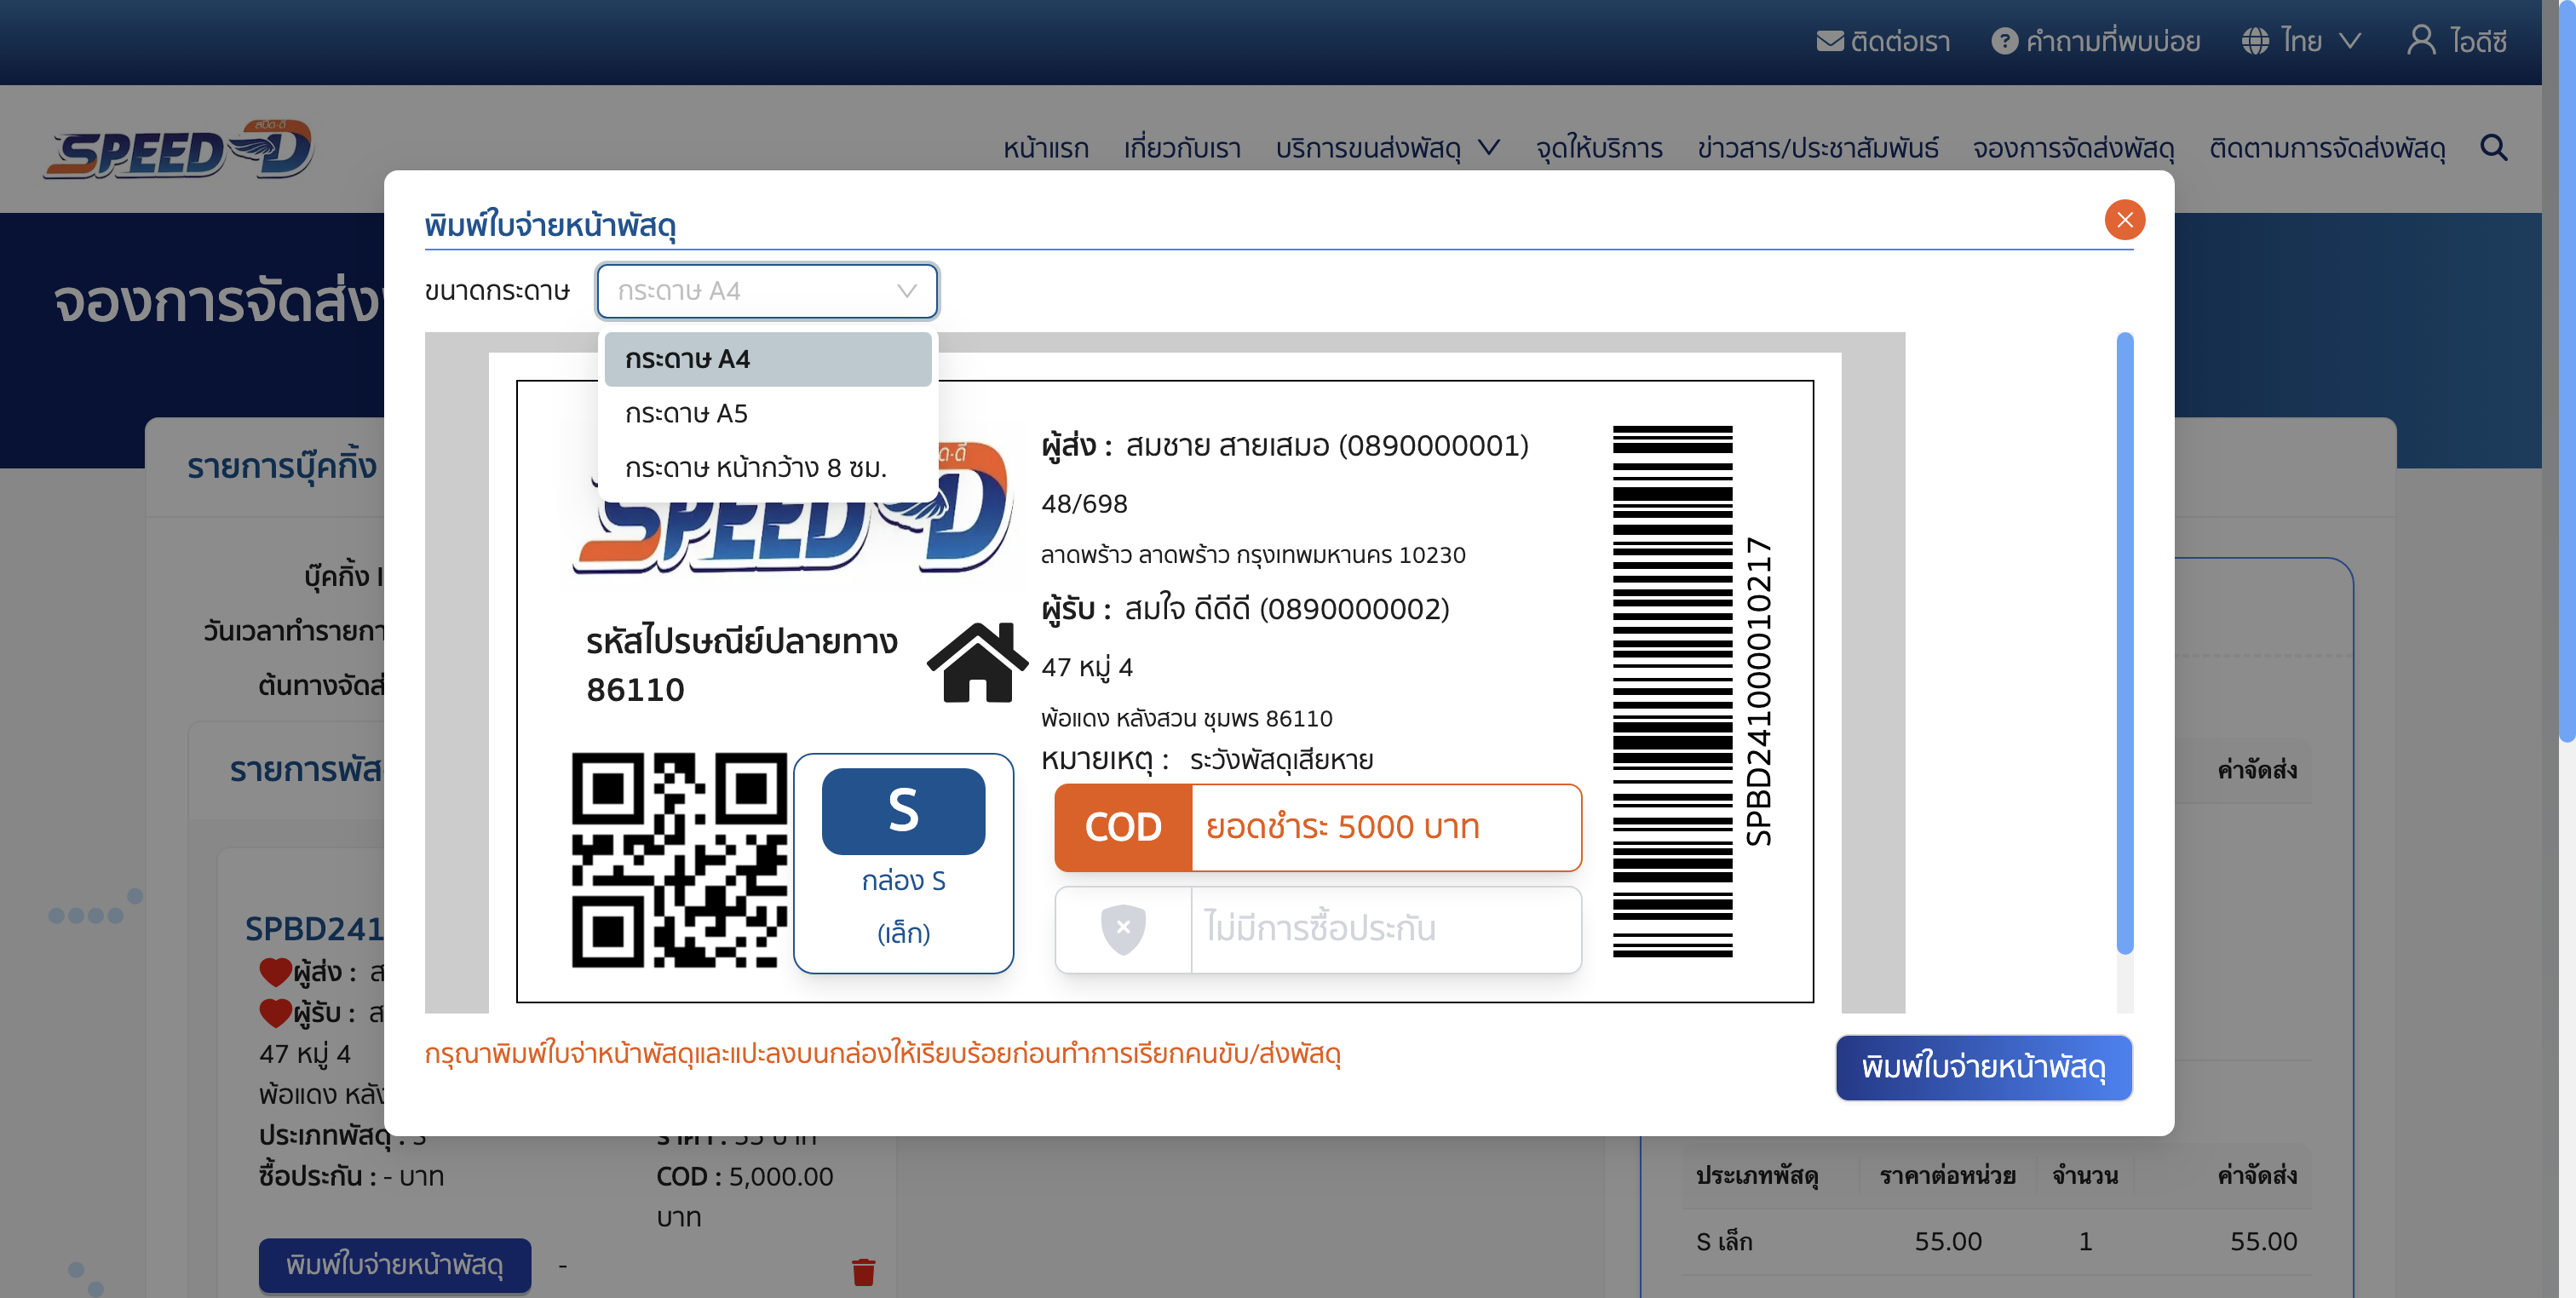 ติดต่อเรา
คำถามที่พบบ่อย
ไทย
ไอดีซี
สปีด-ดี
SPEED-D
หน้าแรก
เกี่ยวกับเรา
บริการขนส่งพัสดุ
จุดให้บริการ
ข่าวสาร/ประชาสัมพันธ์
จองการจัดส่งพัสดุ
ติดตามการจัดส่งพัสดุ
จองการจัดส่ง
พิมพ์ใบจ่ายหน้าพัสดุ
ขนาดกระดาษ
กระดาษ A4
กระดาษ A4
กระดาษ A5
กระดาษ หน้ากว้าง 8 ซม.
SPEED-D
รหัสไปรษณีย์ปลายทาง
86110
S
กล่อง S
(เล็ก)
ผู้ส่ง : สมชาย สายเสมอ (0890000001)
48/698
ลาดพร้าว ลาดพร้าว กรุงเทพมหานคร 10230
ผู้รับ : สมใจ ดีดีดี (0890000002)
47 หมู่ 4
พ้อแดง หลังสวน ชุมพร 86110
หมายเหตุ : ระวังพัสดุเสียหาย
COD ยอดชำระ 5000 บาท
ไม่มีการซื้อประกัน
SPBD241000010217
กรุณาพิมพ์ใบจ่าหน้าพัสดุและแปะลงบนกล่องให้เรียบร้อยก่อนทำการเรียกคนขับ/ส่งพัสดุ
พิมพ์ใบจ่ายหน้าพัสดุ
รายการบุ๊คกิ้ง
บุ๊คกิ้ง
วันเวลาทำรายกา
ต้นทางจัดส่
รายการพัส
SPBD241
ผู้ส่ง : ส
ผู้รับ : ส
47 หมู่ 4
พ้อแดง หลัง
ประเภทพัสดุ : S
ราคา : 55 บาท
ซื้อประกัน : - บาท
COD : 5,000.00
บาท
พิมพ์ใบจ่ายหน้าพัสดุ
-
ค่าจัดส่ง
ประเภทพัสดุ ราคาต่อหน่วย จำนวน ค่าจัดส่ง
S เล็ก 55.00 1 55.00